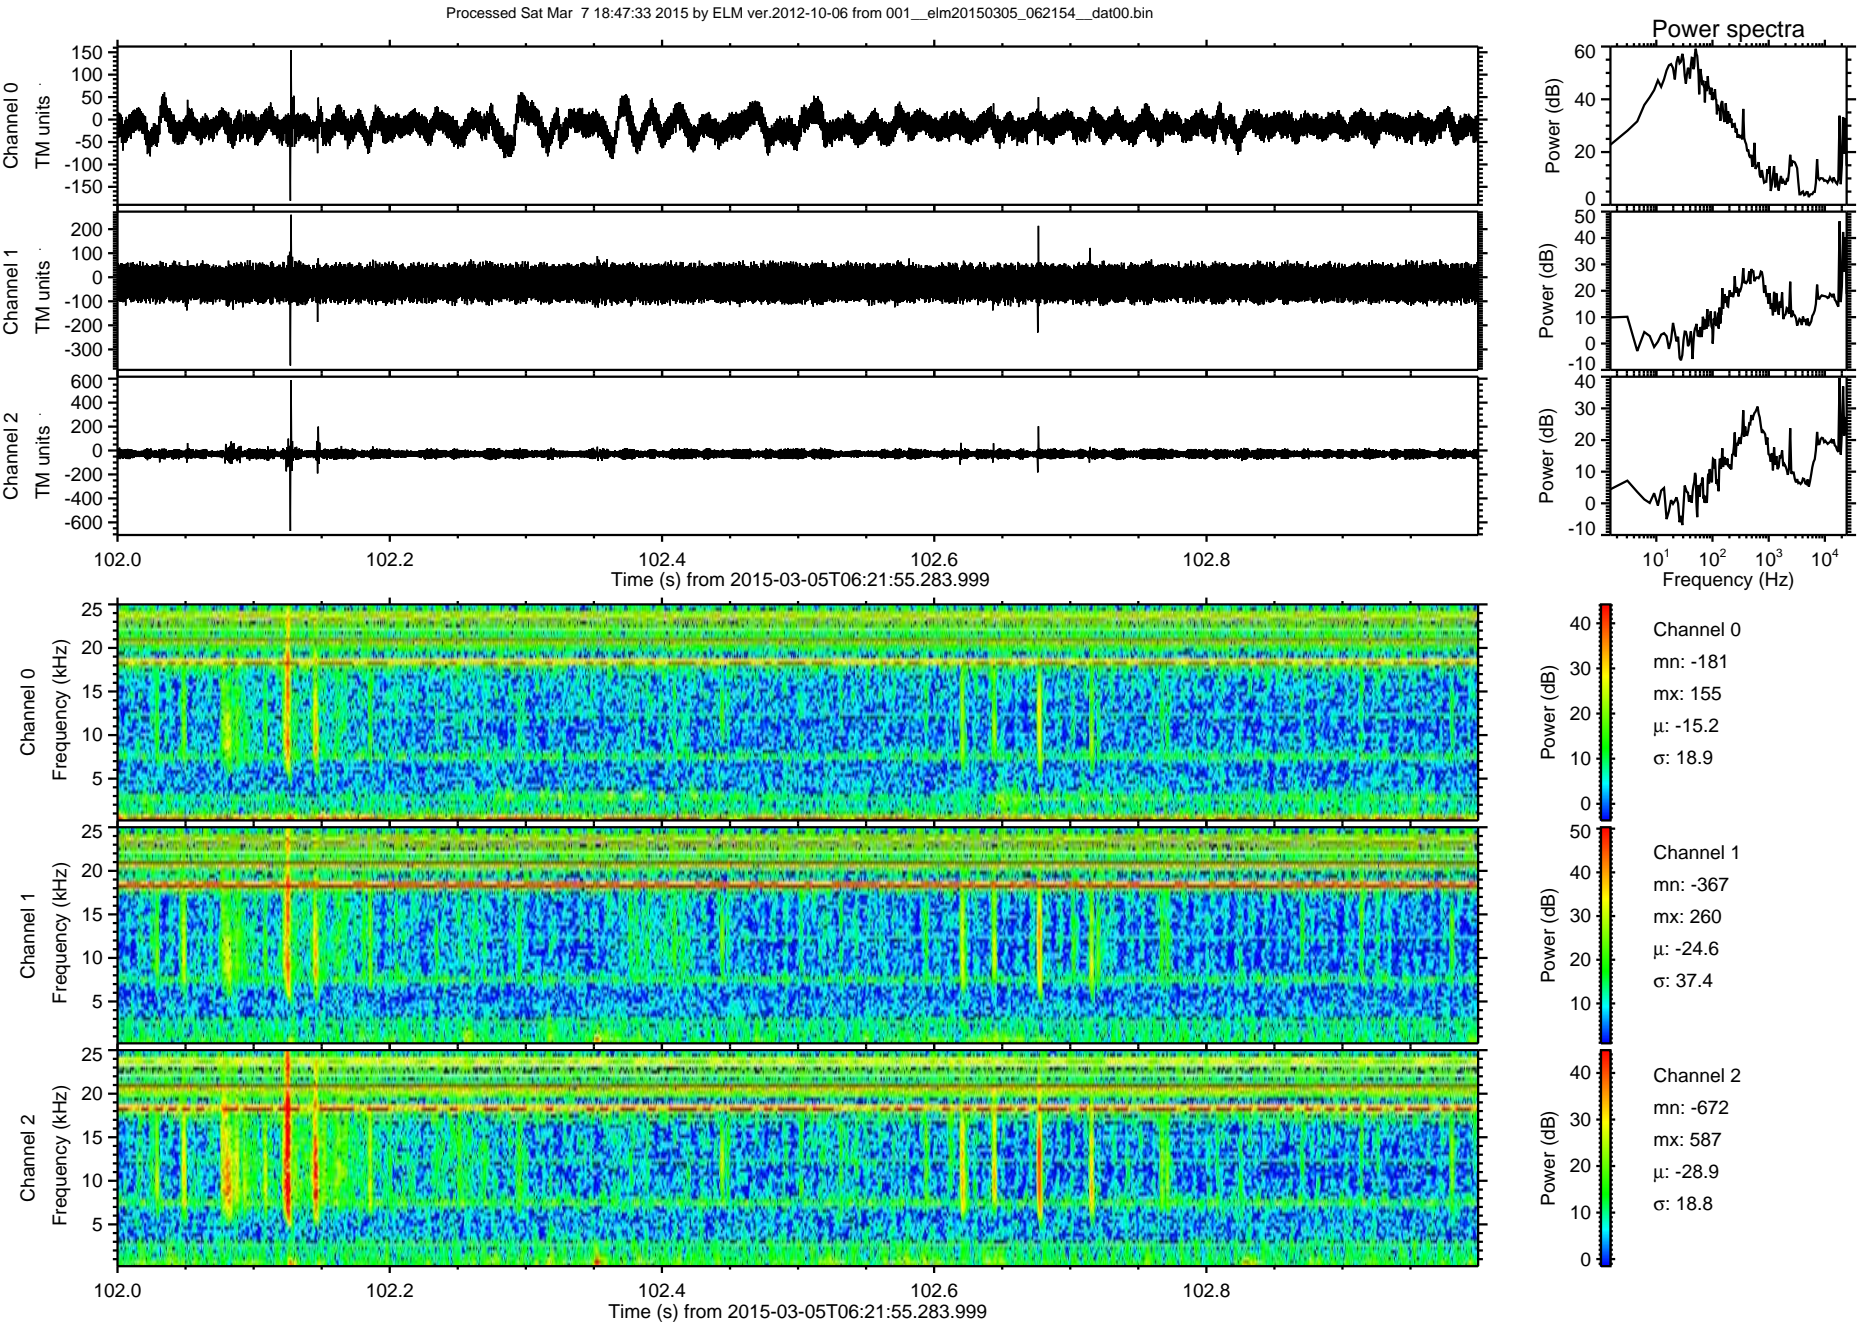 Processed Sat Mar 7 18:47:33 2015 by ELM ver.2012-10-06 from 001__elm20150305_062154__dat00.bin
Power spectra
Channel 0
TM units
150
100
50
0
-50
-100
-150
Power (dB)
60
40
20
0
Channel 1
TM units
200
100
0
-100
-200
-300
Power (dB)
50
40
30
20
10
0
-10
Channel 2
TM units
600
400
200
0
-200
-400
-600
Power (dB)
40
30
20
10
0
-10
102.0 102.2 102.4 102.6 102.8
Time (s) from 2015-03-05T06:21:55.283.999
10^1 10^2 10^3 10^4
Frequency (Hz)
Channel 0
Frequency (kHz)
25
20
15
10
5
Power (dB)
40
30
20
10
0
Channel 0
mn: -181
mx: 155
μ: -15.2
σ: 18.9
Channel 1
Frequency (kHz)
25
20
15
10
5
Power (dB)
50
40
30
20
10
Channel 1
mn: -367
mx: 260
μ: -24.6
σ: 37.4
Channel 2
Frequency (kHz)
25
20
15
10
5
Power (dB)
40
30
20
10
0
Channel 2
mn: -672
mx: 587
μ: -28.9
σ: 18.8
102.0 102.2 102.4 102.6 102.8
Time (s) from 2015-03-05T06:21:55.283.999